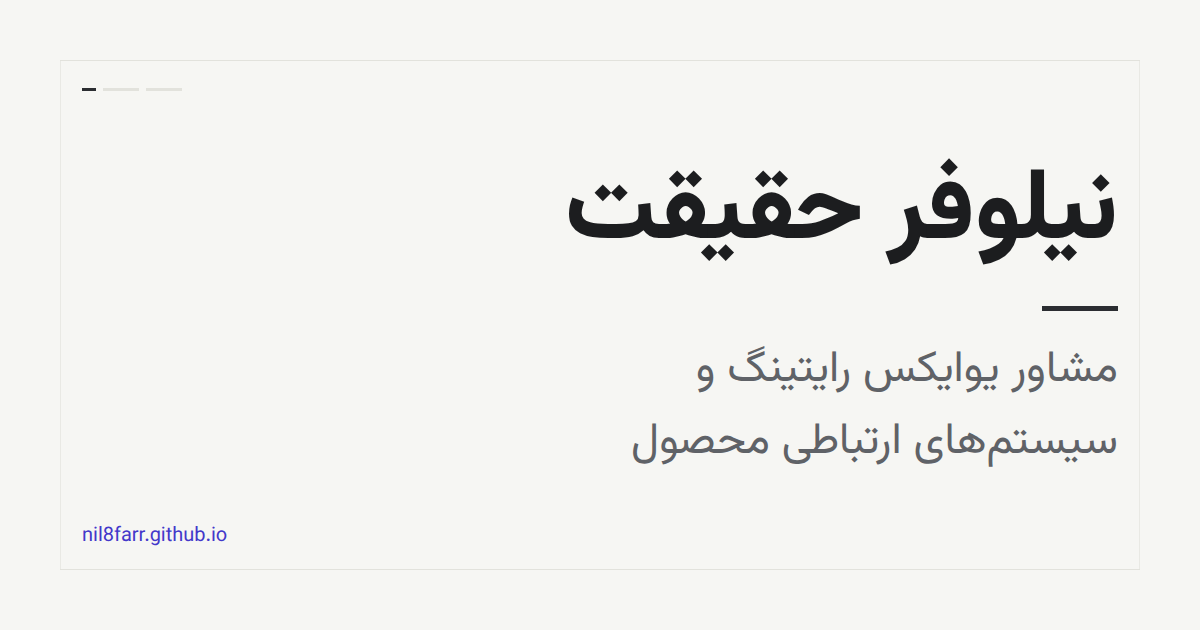 نیلوفر حقیقت
مشاور یوایکس رایتینگ و
سیستم‌های ارتباطی محصول
nil8farr.github.io